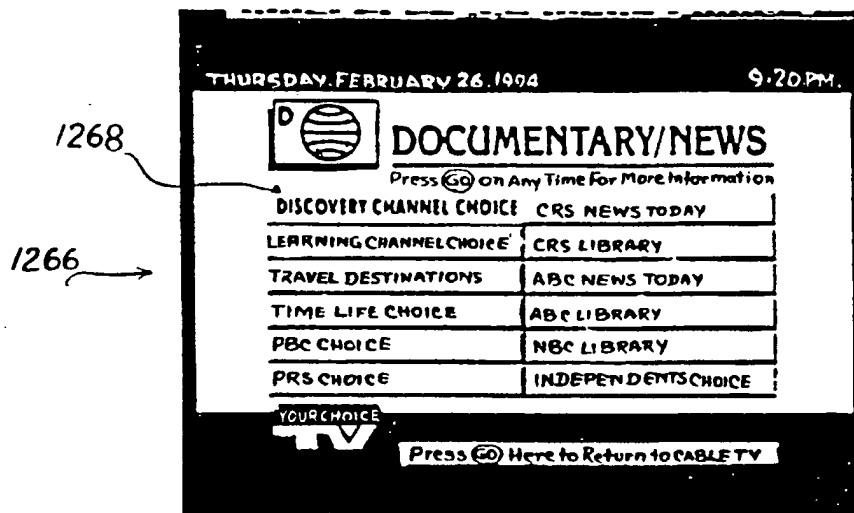 THURSDAY.FEBRUARY 26.1994 9.20 PM.
D
DOCUMENTARY/NEWS
1268
Press GO on Any Time For More Information
DISCOVERY CHANNEL CHOICE CRS NEWS TODAY
LEARNING CHANNEL CHOICE CRS LIBRARY
1266
TRAVEL DESTINATIONS ABC NEWS TODAY
TIME LIFE CHOICE ABC LIBRARY
PBC CHOICE NBC LIBRARY
PRS CHOICE INDEPENDENTS CHOICE
YOUR CHOICE
TV
Press GO Here to Return to CABLE TV